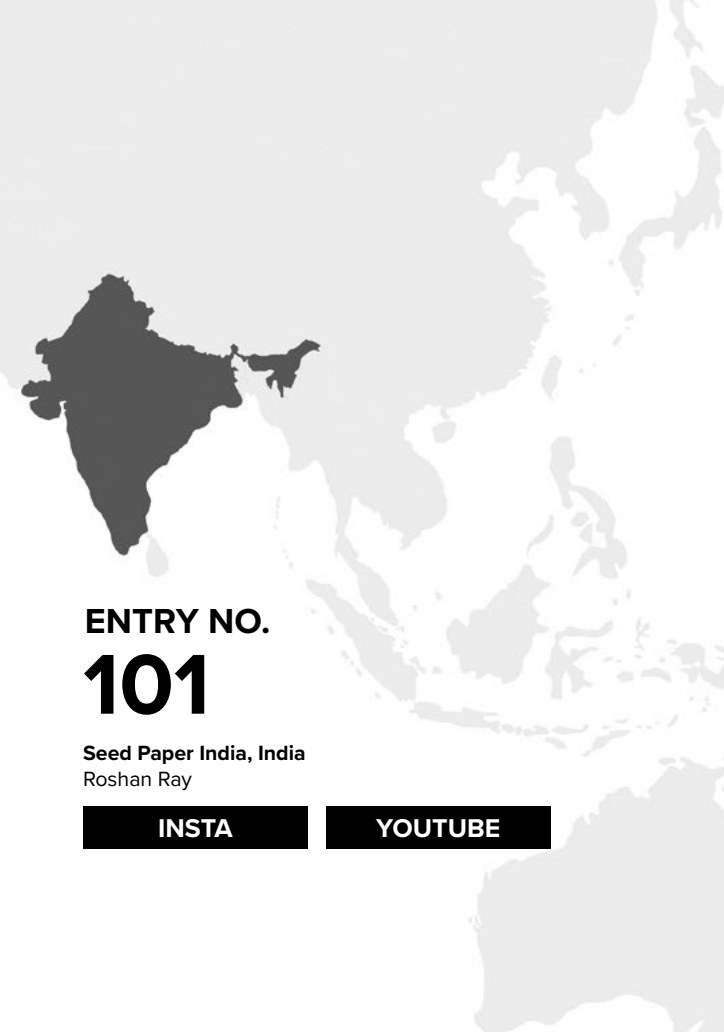 ENTRY NO.
101
Seed Paper India, India
Roshan Ray
INSTA
YOUTUBE